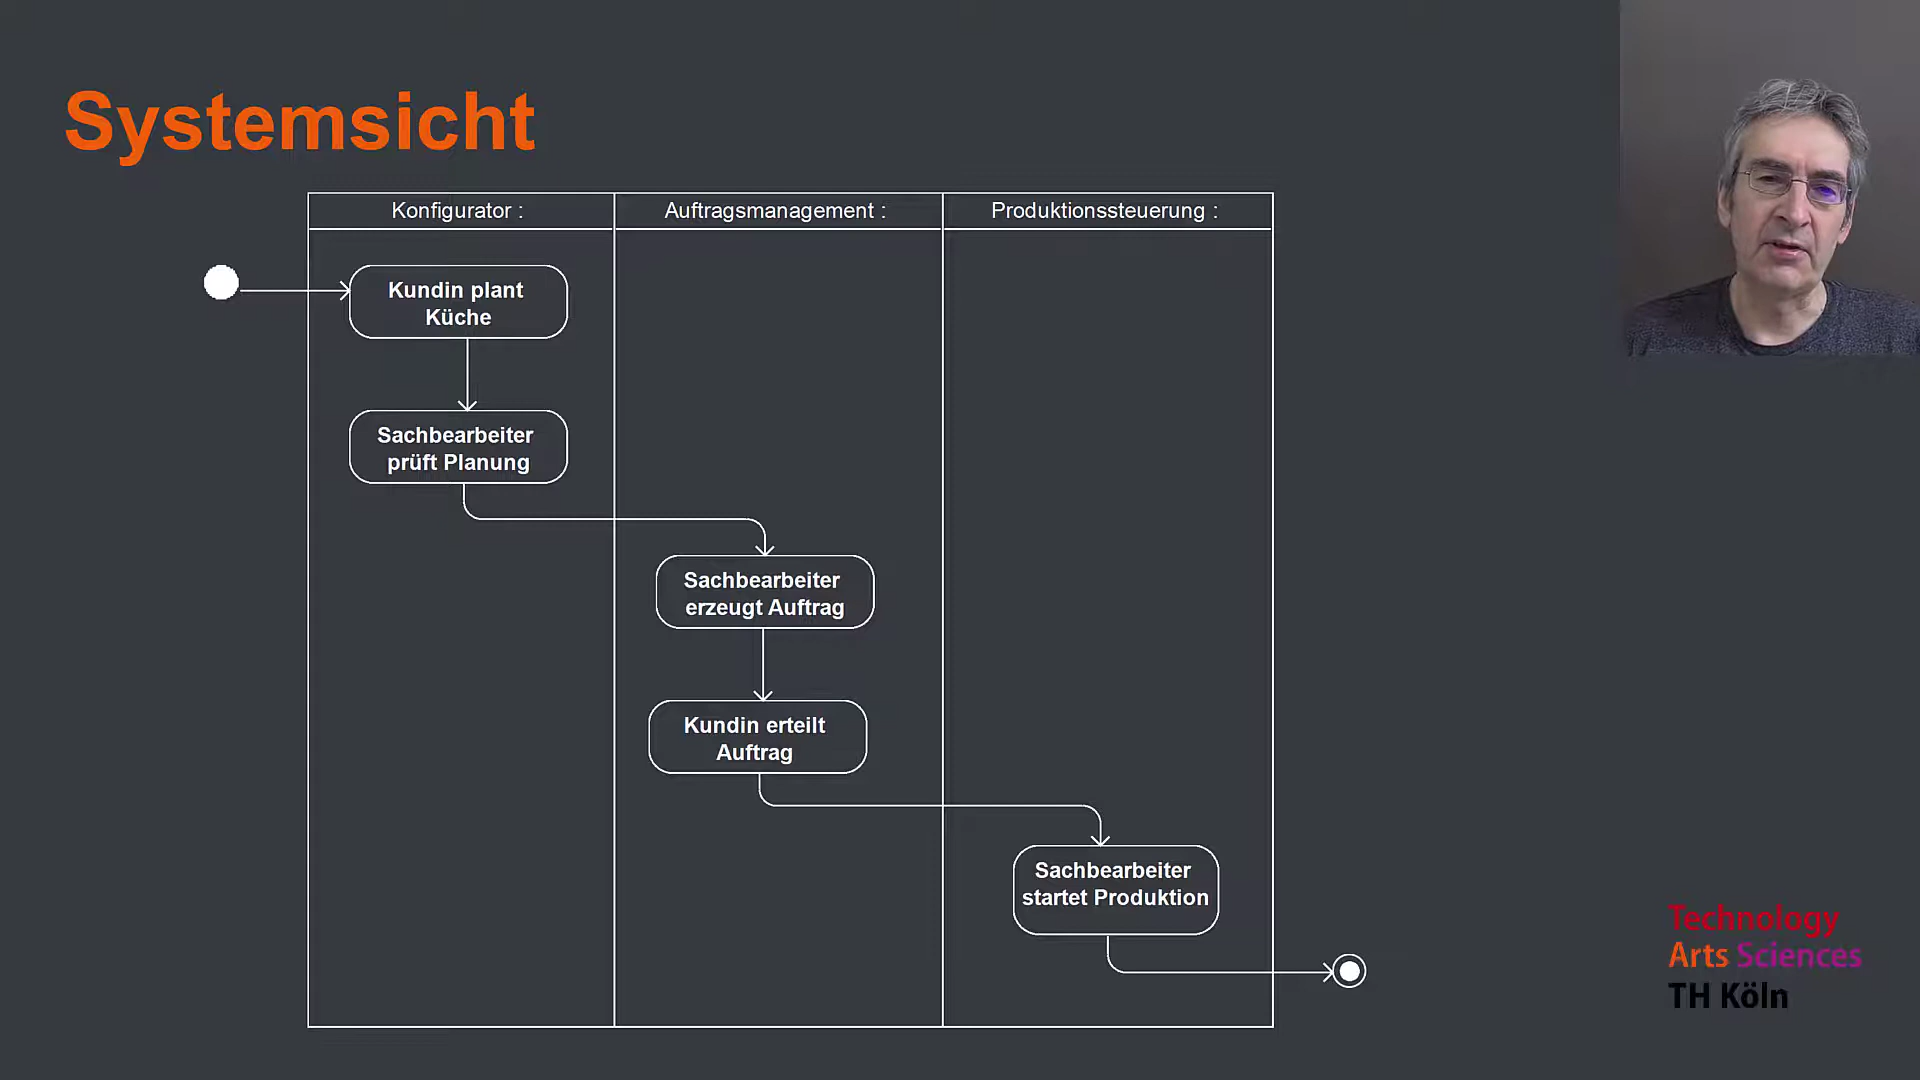 Systemsicht
Konfigurator :
Auftragsmanagement :
Produktionssteuerung :
Kundin plant
Küche
Sachbearbeiter
prüft Planung
Sachbearbeiter
erzeugt Auftrag
Kundin erteilt
Auftrag
Sachbearbeiter
startet Produktion
Technology
Arts Sciences
TH Köln